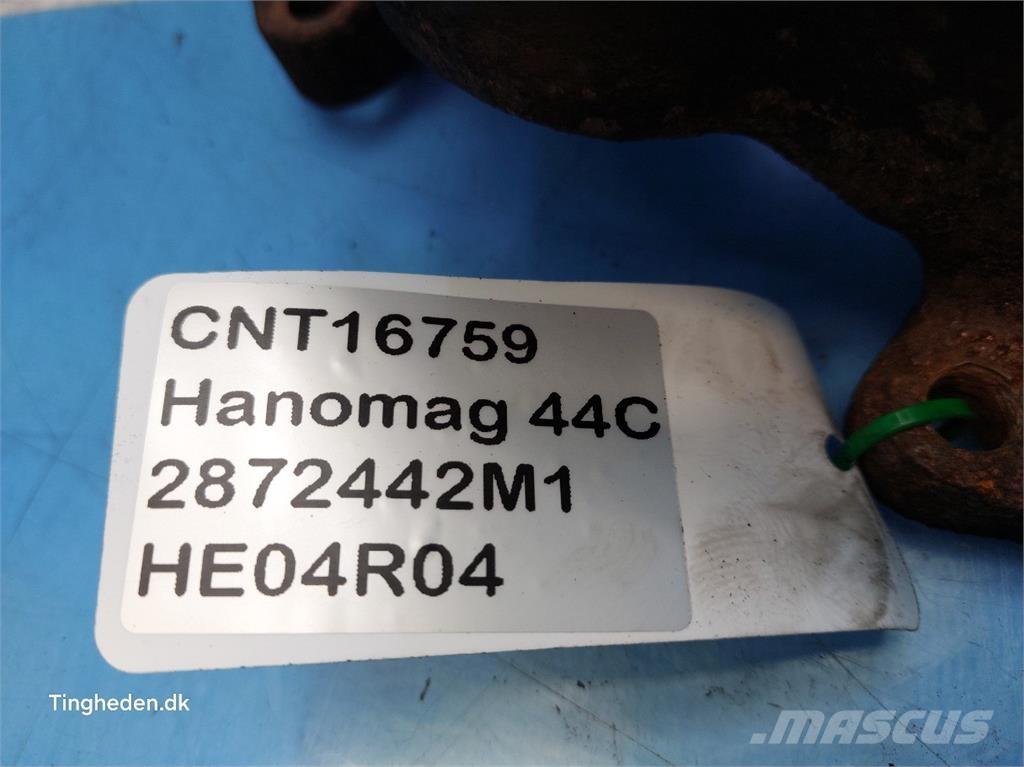 CNT16759
Hanomag 44C
2872442M1
HE04R04
Tingheden.dk
MASCUS